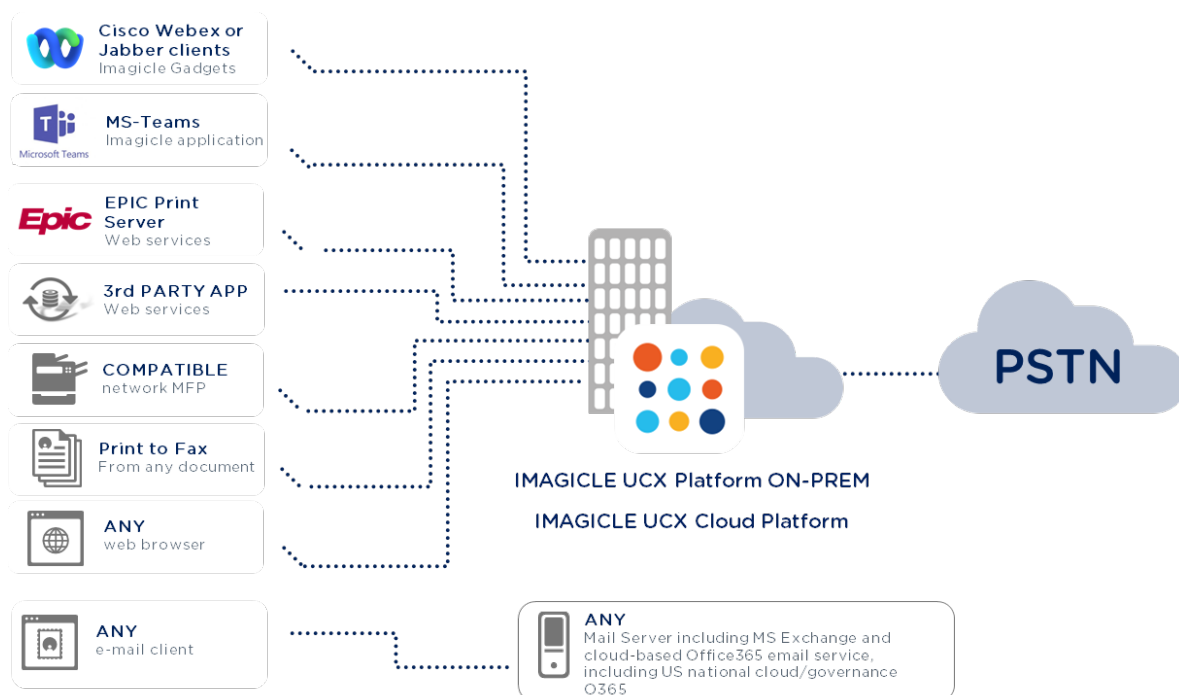 Cisco Webex or
Jabber clients
Imagicle Gadgets
T
Microsoft Teams
MS-Teams
Imagicle application
Epic
EPIC Print
Server
Web services
3rd PARTY APP
Web services
COMPATIBLE
network MFP
Print to Fax
From any document
ANY
web browser
ANY
e-mail client
PSTN
IMAGICLE UCX Platform ON-PREM
IMAGICLE UCX Cloud Platform
ANY
Mail Server including MS Exchange and
cloud-based Office365 email service,
including US national cloud/governance
O365